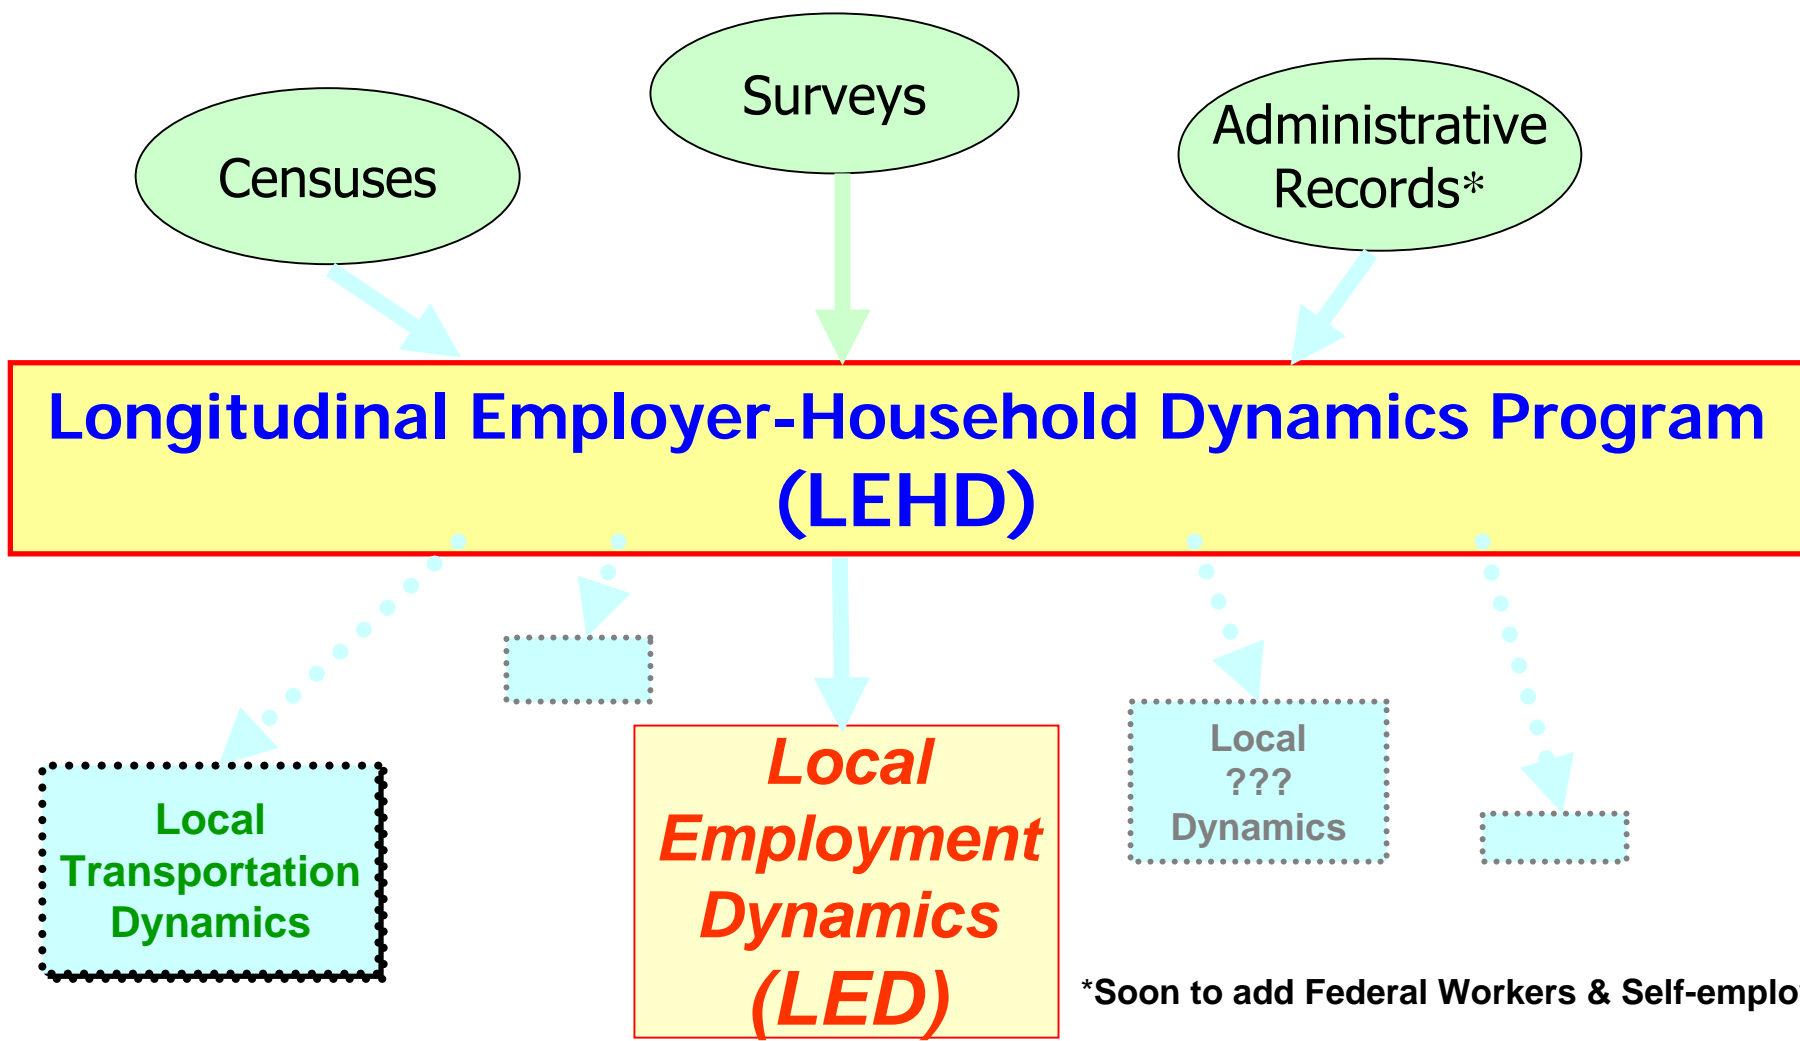 Surveys
Censuses
Administrative
Records*
Longitudinal Employer-Household Dynamics Program
(LEHD)
Local
Transportation
Dynamics
Local
Employment
Dynamics
(LED)
Local
???
Dynamics
*Soon to add Federal Workers & Self-emplo